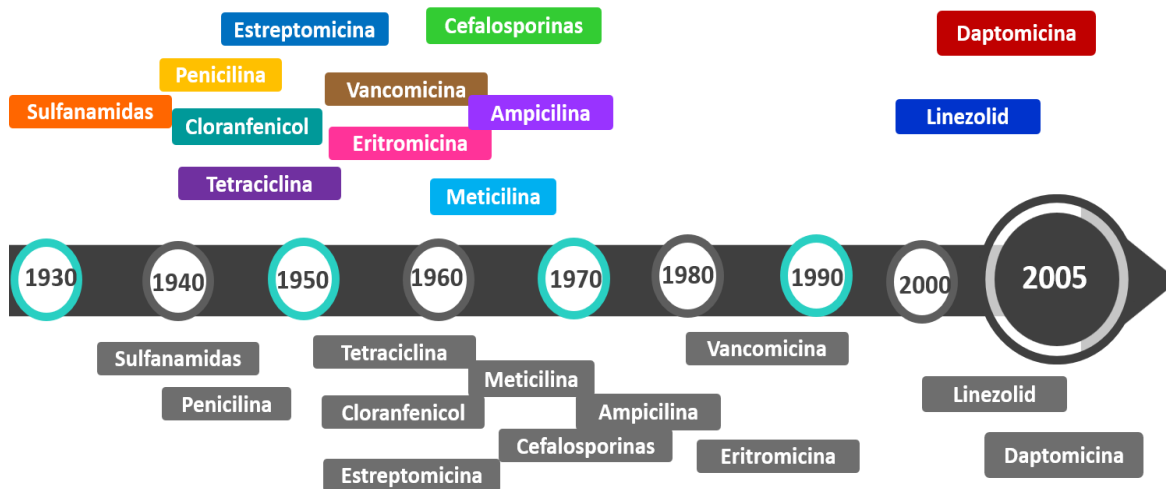 Estreptomicina
Cefalosporinas
Daptomicina
Penicilina
Vancomicina
Sulfanamidas
Cloranfenicol
Ampicilina
Linezolid
Eritromicina
Tetraciclina
Meticilina
1930
1940
1950
1960
1970
1980
1990
2000
2005
Sulfanamidas
Tetraciclina
Vancomicina
Meticilina
Penicilina
Cloranfenicol
Ampicilina
Linezolid
Cefalosporinas
Eritromicina
Daptomicina
Estreptomicina